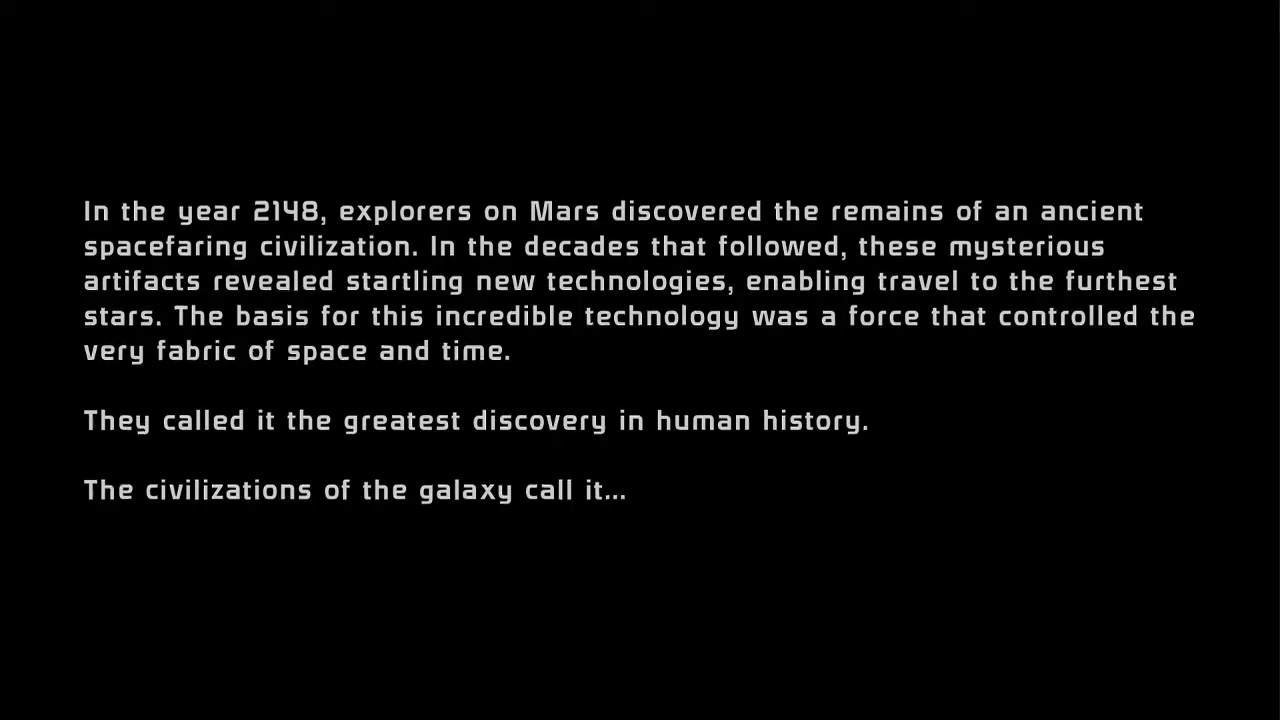 In the year 2148, explorers on Mars discovered the remains of an ancient
spacefaring civilization. In the decades that followed, these mysterious
artifacts revealed startling new technologies, enabling travel to the furthest
stars. The basis for this incredible technology was a force that controlled the
very fabric of space and time.
They called it the greatest discovery in human history.
The civilizations of the galaxy call it...